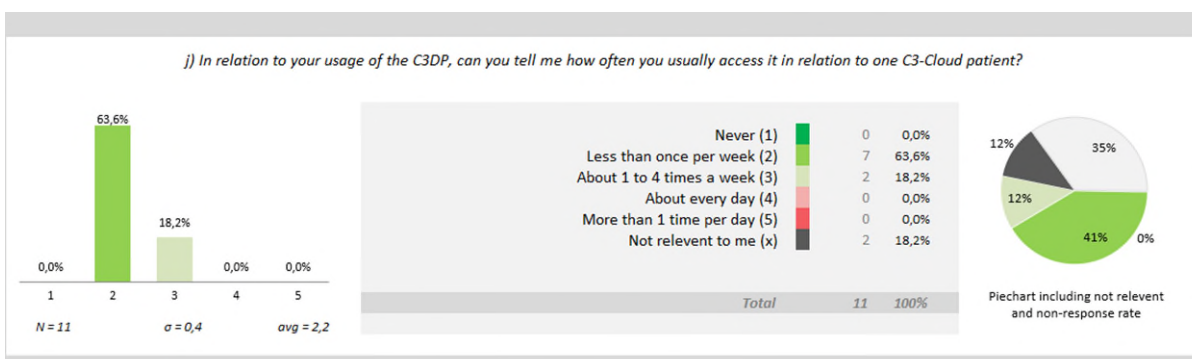 j) In relation to your usage of the C3DP, can you tell me how often you usually access it in relation to one C3-Cloud patient?
63,6%
18,2%
0,0%
0,0%
0,0%
1 2 3 4 5
N = 11 σ = 0,4 avg = 2,2
Never (1) 0 0,0%
Less than once per week (2) 7 63,6%
About 1 to 4 times a week (3) 2 18,2%
About every day (4) 0 0,0%
More than 1 time per day (5) 0 0,0%
Not relevent to me (x) 2 18,2%
Total 11 100%
12%
35%
12%
41%
0%
Piechart including not relevent
and non-response rate